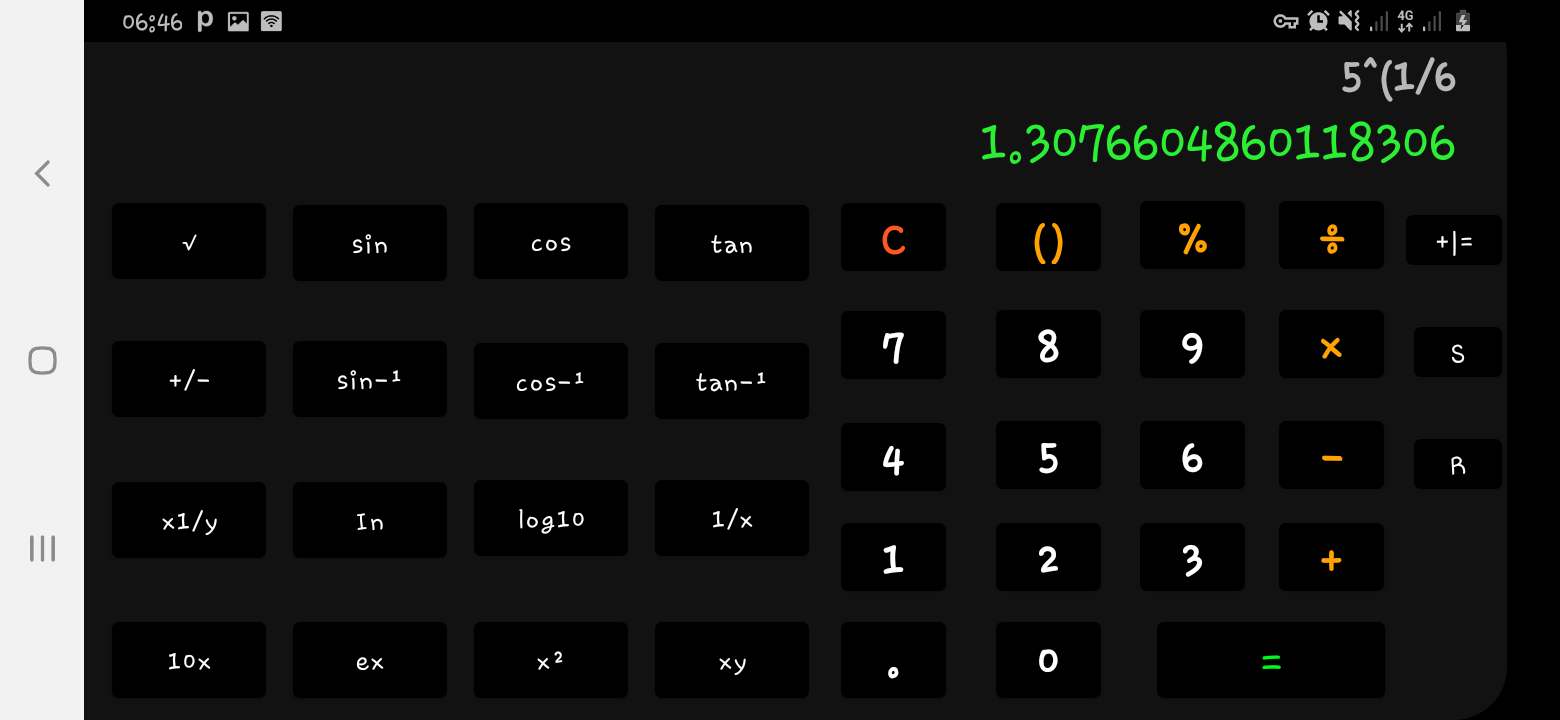 06:46
4G
5^(1/6
1.3076604860118306
√ sin cos tan C () % ÷ +|=
7 8 9 × S
+/- sin-¹ cos-¹ tan-¹
4 5 6 - R
x1/y In log10 1/x
1 2 3 +
10x ex x² xy . 0 =